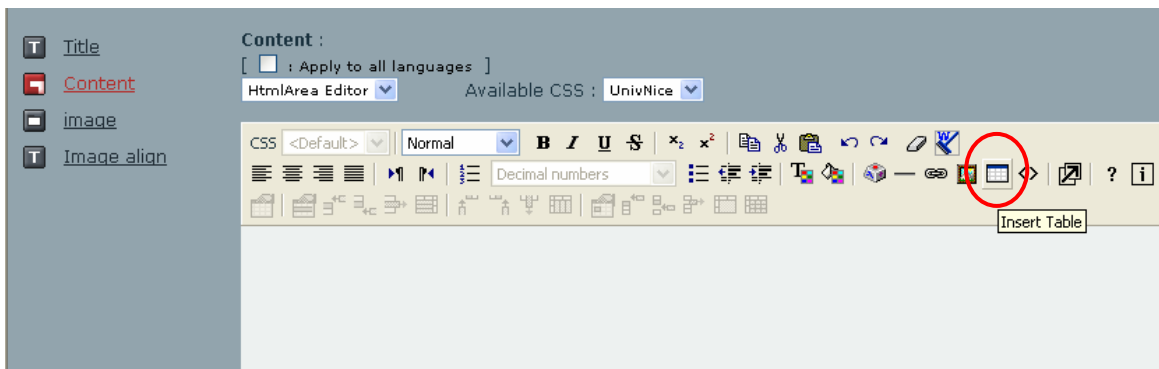 Title
Content
image
Image align
Content :
[ : Apply to all languages ]
HtmlArea Editor Available CSS : UnivNice
CSS <Default> Normal B I U S x₂ x²
Decimal numbers ? i
Insert Table